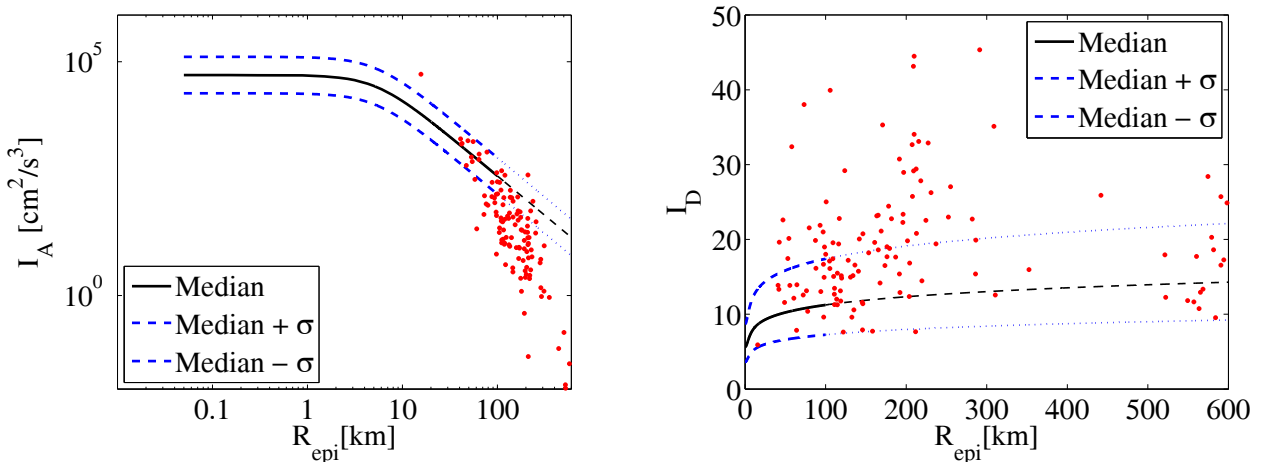 10^5
10^0
I_A [cm^2/s^3]
Median
Median + σ
Median − σ
0.1 1 10 100
R_epi[km]
50
40
30
20
10
0
I_D
Median
Median + σ
Median − σ
0 100 200 300 400 500 600
R_epi[km]